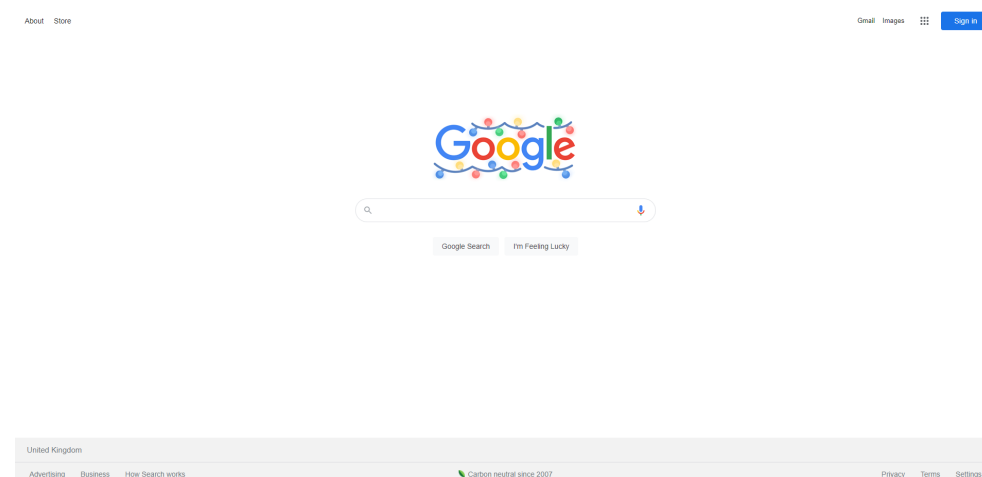 About Store Gmail Images Sign in
Google
Google Search I'm Feeling Lucky
United Kingdom
Advertising Business How Search works Carbon neutral since 2007 Privacy Terms Settings